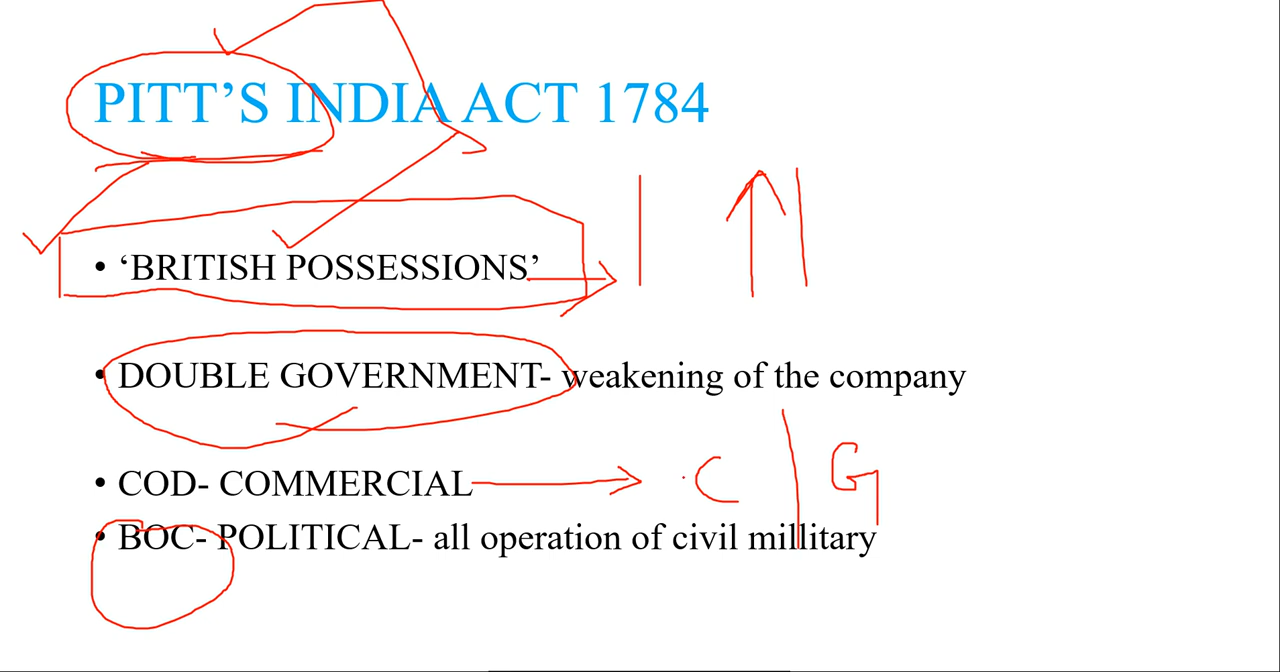 PITT’S INDIA ACT 1784
• ‘BRITISH POSSESSIONS’
• DOUBLE GOVERNMENT- weakening of the company
• COD- COMMERCIAL C G
• BOC- POLITICAL- all operation of civil millitary